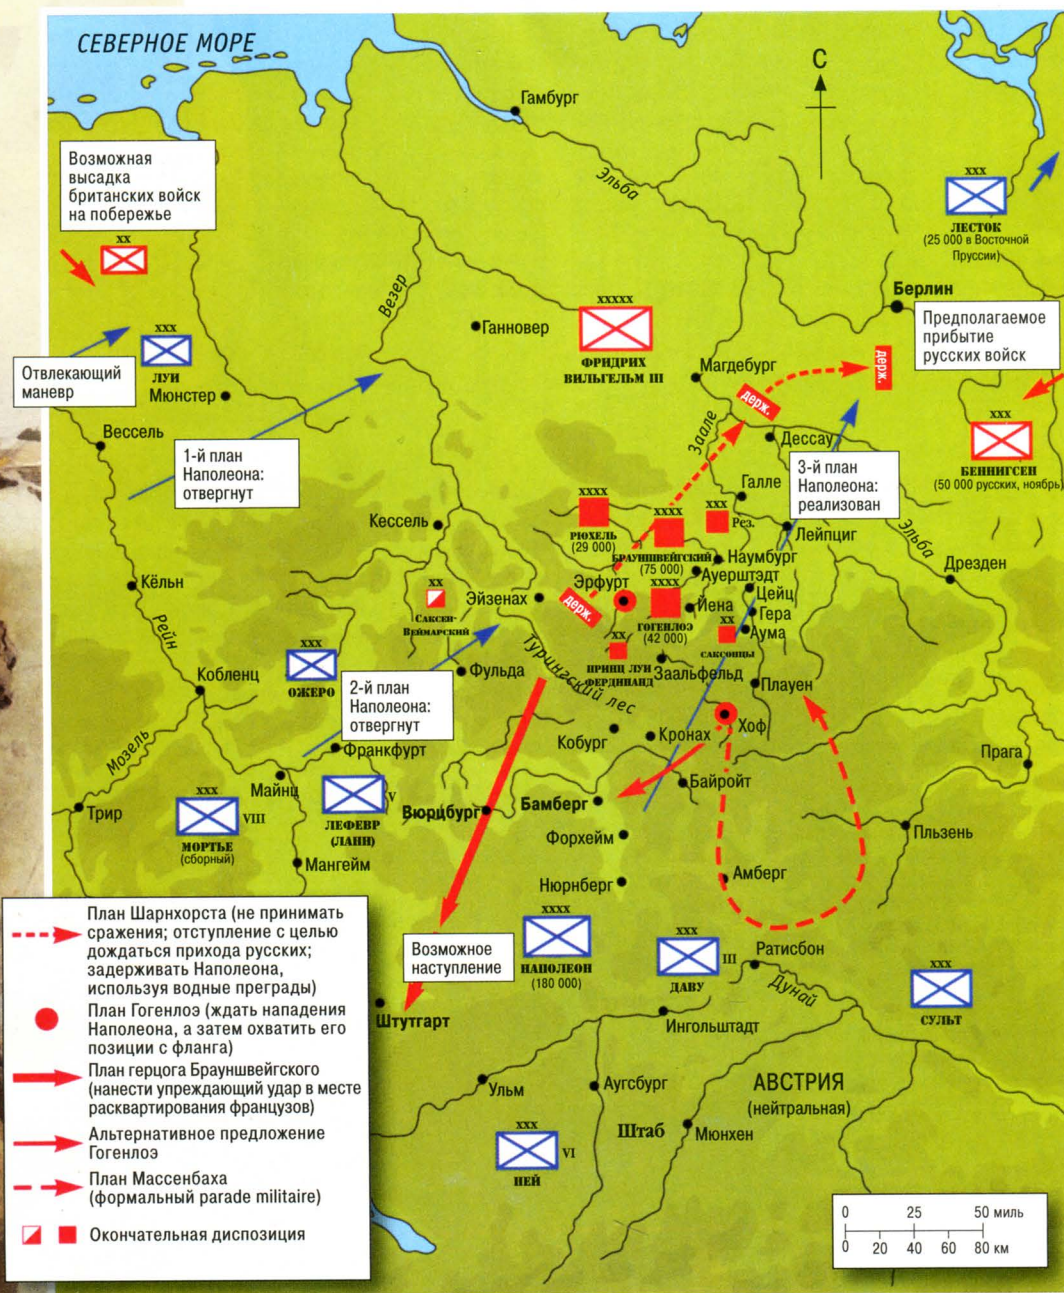 СЕВЕРНОЕ МОРЕ
С
Гамбург
Эльба
Возможная
высадка
британских войск
на побережье
XX
XXX
ЛЕСТОК
(25 000 в Восточной
Пруссии)
Везер
Берлин
Ганновер
XXXXX
ФРИДРИХ
ВИЛЬГЕЛЬМ III
Предполагаемое
прибытие
русских войск
XXX
ЛУИ
Отвлекающий
маневр
Мюнстер
Магдебург
держ.
держ.
Вессель
1-й план
Наполеона:
отвергнут
Заале
Дессау
3-й план
Наполеона:
реализован
XXX
БЕННИГСЕН
(50 000 русских, ноябрь)
Галле
Кессель
XXXX
РЮХЕЛЬ
(29 000)
XXXX
БРАУНШВЕЙГСКИЙ
(75 000)
XXX
Рез.
Лейпциг
Эльба
Наумбург
Дрезден
Кёльн
Рейн
XX
САКСЕН-
ВЕЙМАРСКИЙ
Эйзенах
Эрфурт
держ.
XXXX
ГОГЕНЛОЭ
(42 000)
Ауерштэдт
Цейц
Йена
Гера
Аума
XX
САКСОНЦЫ
XX
ПРИНЦ ЛУИ
ФЕРДИНАНД
Заальфельд
XXX
ОЖЕРО
Кобленц
2-й план
Наполеона:
отвергнут
Фульда
Турингский лес
Плауен
Хоф
Мозель
Франкфурт
Кобург
Кронах
Прага
Майнц
Байройт
Трир
XXX
VIII
МОРТЬЕ
(сборный)
XXX
V
ЛЕФЕВР
(ЛАНН)
Вюрцбург
Бамберг
Форхейм
Пльзень
Мангейм
Нюрнберг
Амберг
План Шарнхорста (не принимать
сражения; отступление с целью
дождаться прихода русских;
задерживать Наполеона,
используя водные преграды)
План Гогенлоэ (ждать нападения
Наполеона, а затем охватить его
позиции с фланга)
План герцога Брауншвейгского
(нанести упреждающий удар в месте
расквартирования французов)
Альтернативное предложение
Гогенлоэ
План Массенбаха
(формальный parade militaire)
Окончательная диспозиция
Возможное
наступление
XXXX
НАПОЛЕОН
(180 000)
XXX
III
ДАВУ
Ратисбон
Дунай
XXX
СУЛЬТ
Штутгарт
Ингольштадт
Ульм
Аугсбург
АВСТРИЯ
(нейтральная)
Штаб
Мюнхен
XXX
VI
НЕЙ
0 25 50 миль
0 20 40 60 80 км